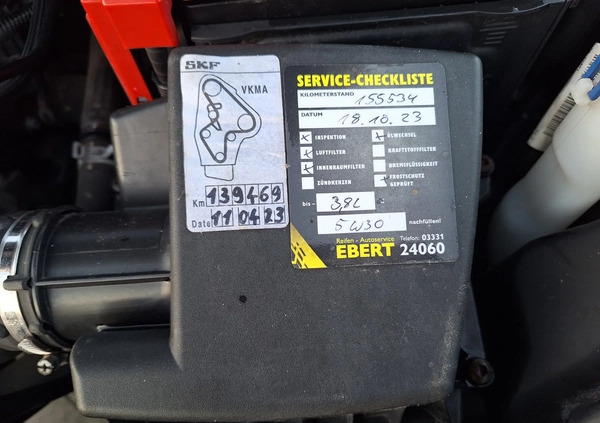 SKF
VKMA
Km 139469
Date 11 04 23
SERVICE-CHECKLISTE
KILOMETERSTAND 155534
DATUM 18.10.23
INSPEKTION
ÖLWECHSEL
LUFTFILTER
KRAFTSTOFFFILTER
INNENRAUMFILTER
BREMSFLÜSSIGKEIT
ZÜNDKERZEN
FROSTSCHUTZ
GEPRÜFT
bis - 3,8L
5W30 nachfüllen!
Reifen - Autoservice Telefon: 03331
EBERT 24060